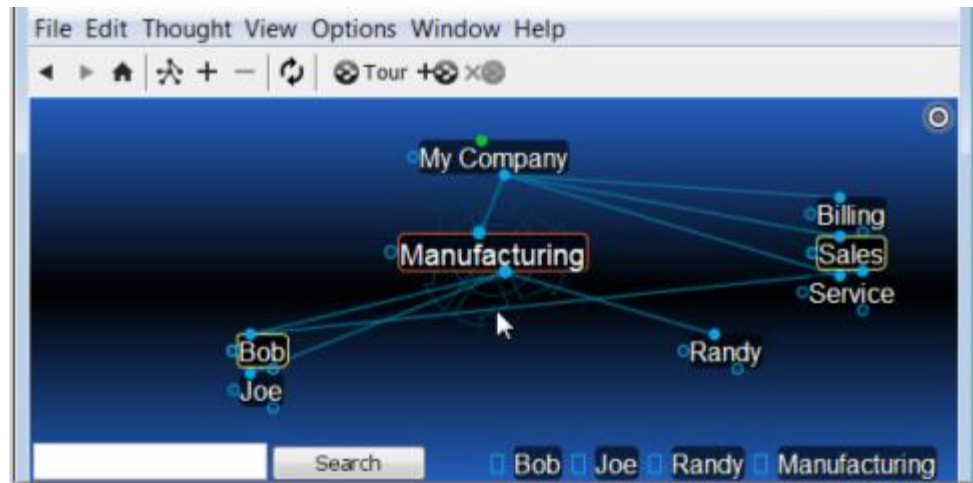 File Edit Thought View Options Window Help
Tour
My Company
Billing
Manufacturing
Sales
Service
Bob
Randy
Joe
Search Bob Joe Randy Manufacturing